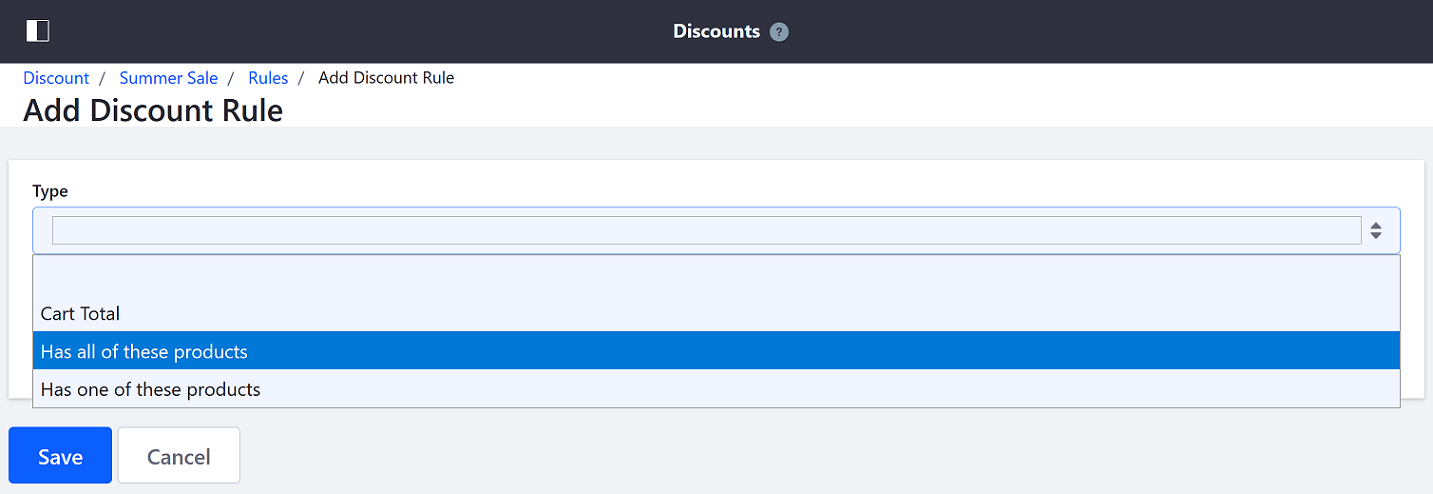 Discounts ?
Discount / Summer Sale / Rules / Add Discount Rule
Add Discount Rule
Type
Cart Total
Has all of these products
Has one of these products
Save Cancel